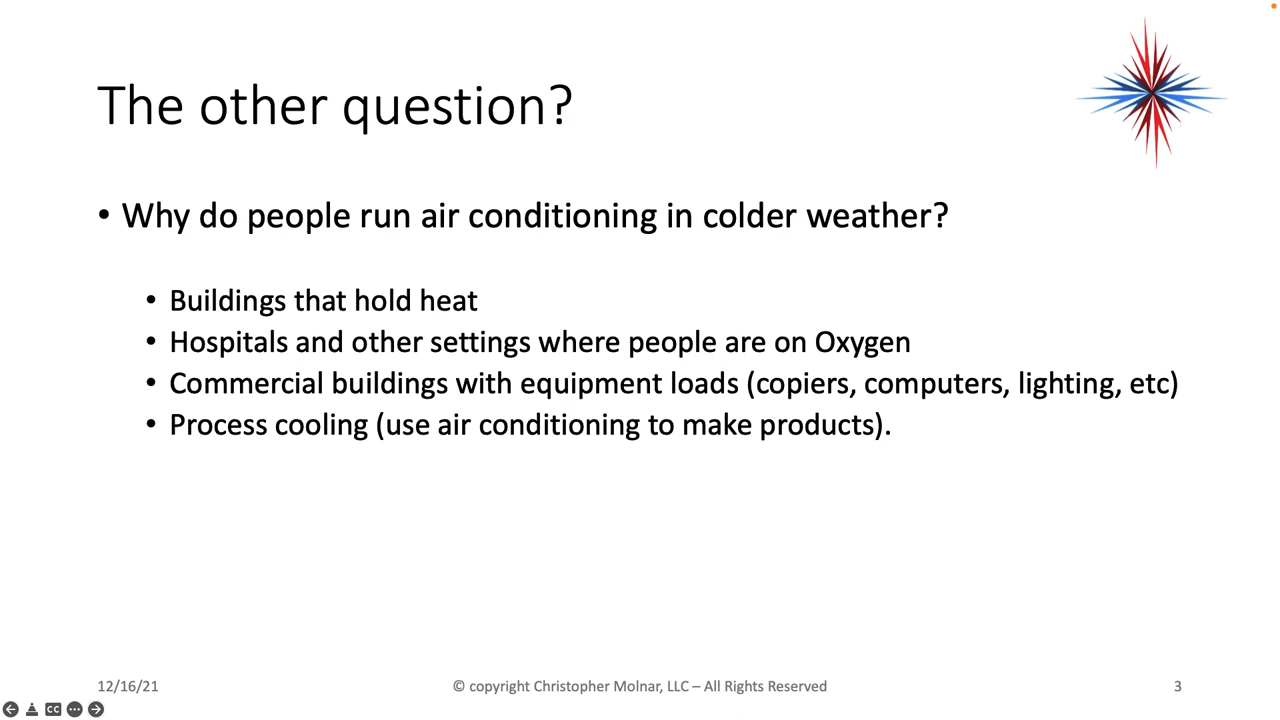 The other question?
• Why do people run air conditioning in colder weather?
• Buildings that hold heat
• Hospitals and other settings where people are on Oxygen
• Commercial buildings with equipment loads (copiers, computers, lighting, etc)
• Process cooling (use air conditioning to make products).
12/16/21
© copyright Christopher Molnar, LLC – All Rights Reserved
3
CC